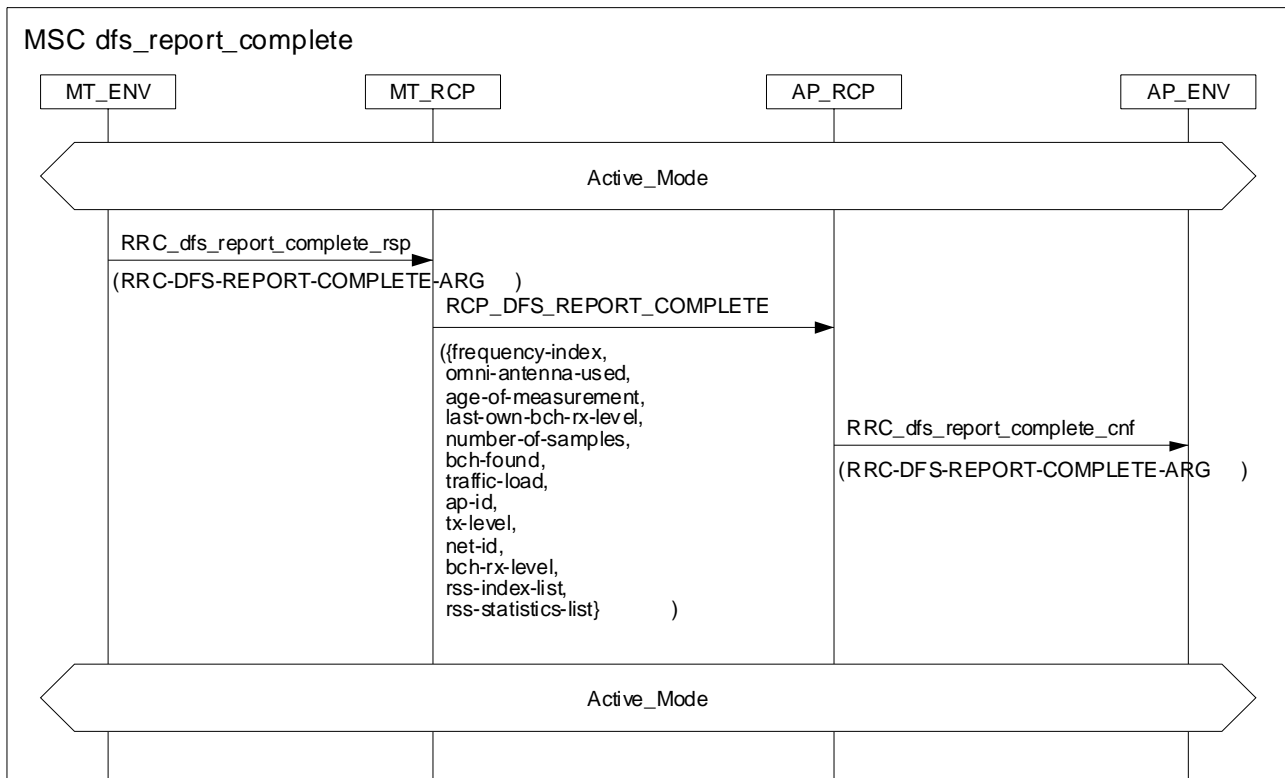 MSC dfs_report_complete
MT_ENV MT_RCP AP_RCP AP_ENV
Active_Mode
RRC_dfs_report_complete_rsp
(RRC-DFS-REPORT-COMPLETE-ARG )
RCP_DFS_REPORT_COMPLETE
({frequency-index,
omni-antenna-used,
age-of-measurement,
last-own-bch-rx-level,
number-of-samples,
bch-found,
traffic-load,
ap-id,
tx-level,
net-id,
bch-rx-level,
rss-index-list,
rss-statistics-list} )
RRC_dfs_report_complete_cnf
(RRC-DFS-REPORT-COMPLETE-ARG )
Active_Mode